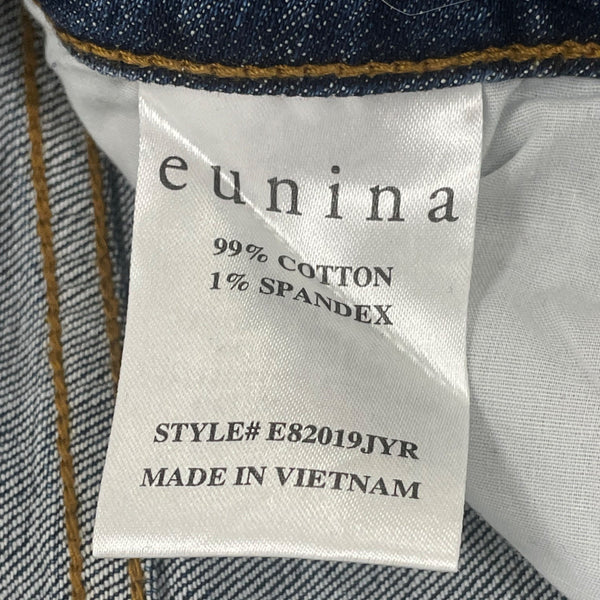 eunina
99% COTTON
1% SPANDEX
STYLE# E82019JYR
MADE IN VIETNAM